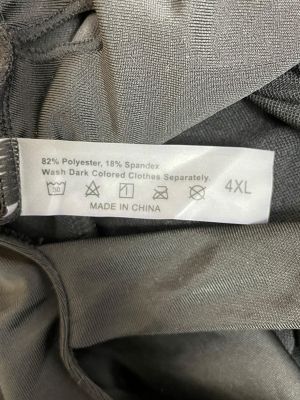 82% Polyester, 18% Spandex
Wash Dark Colored Clothes Separately.
4XL
MADE IN CHINA